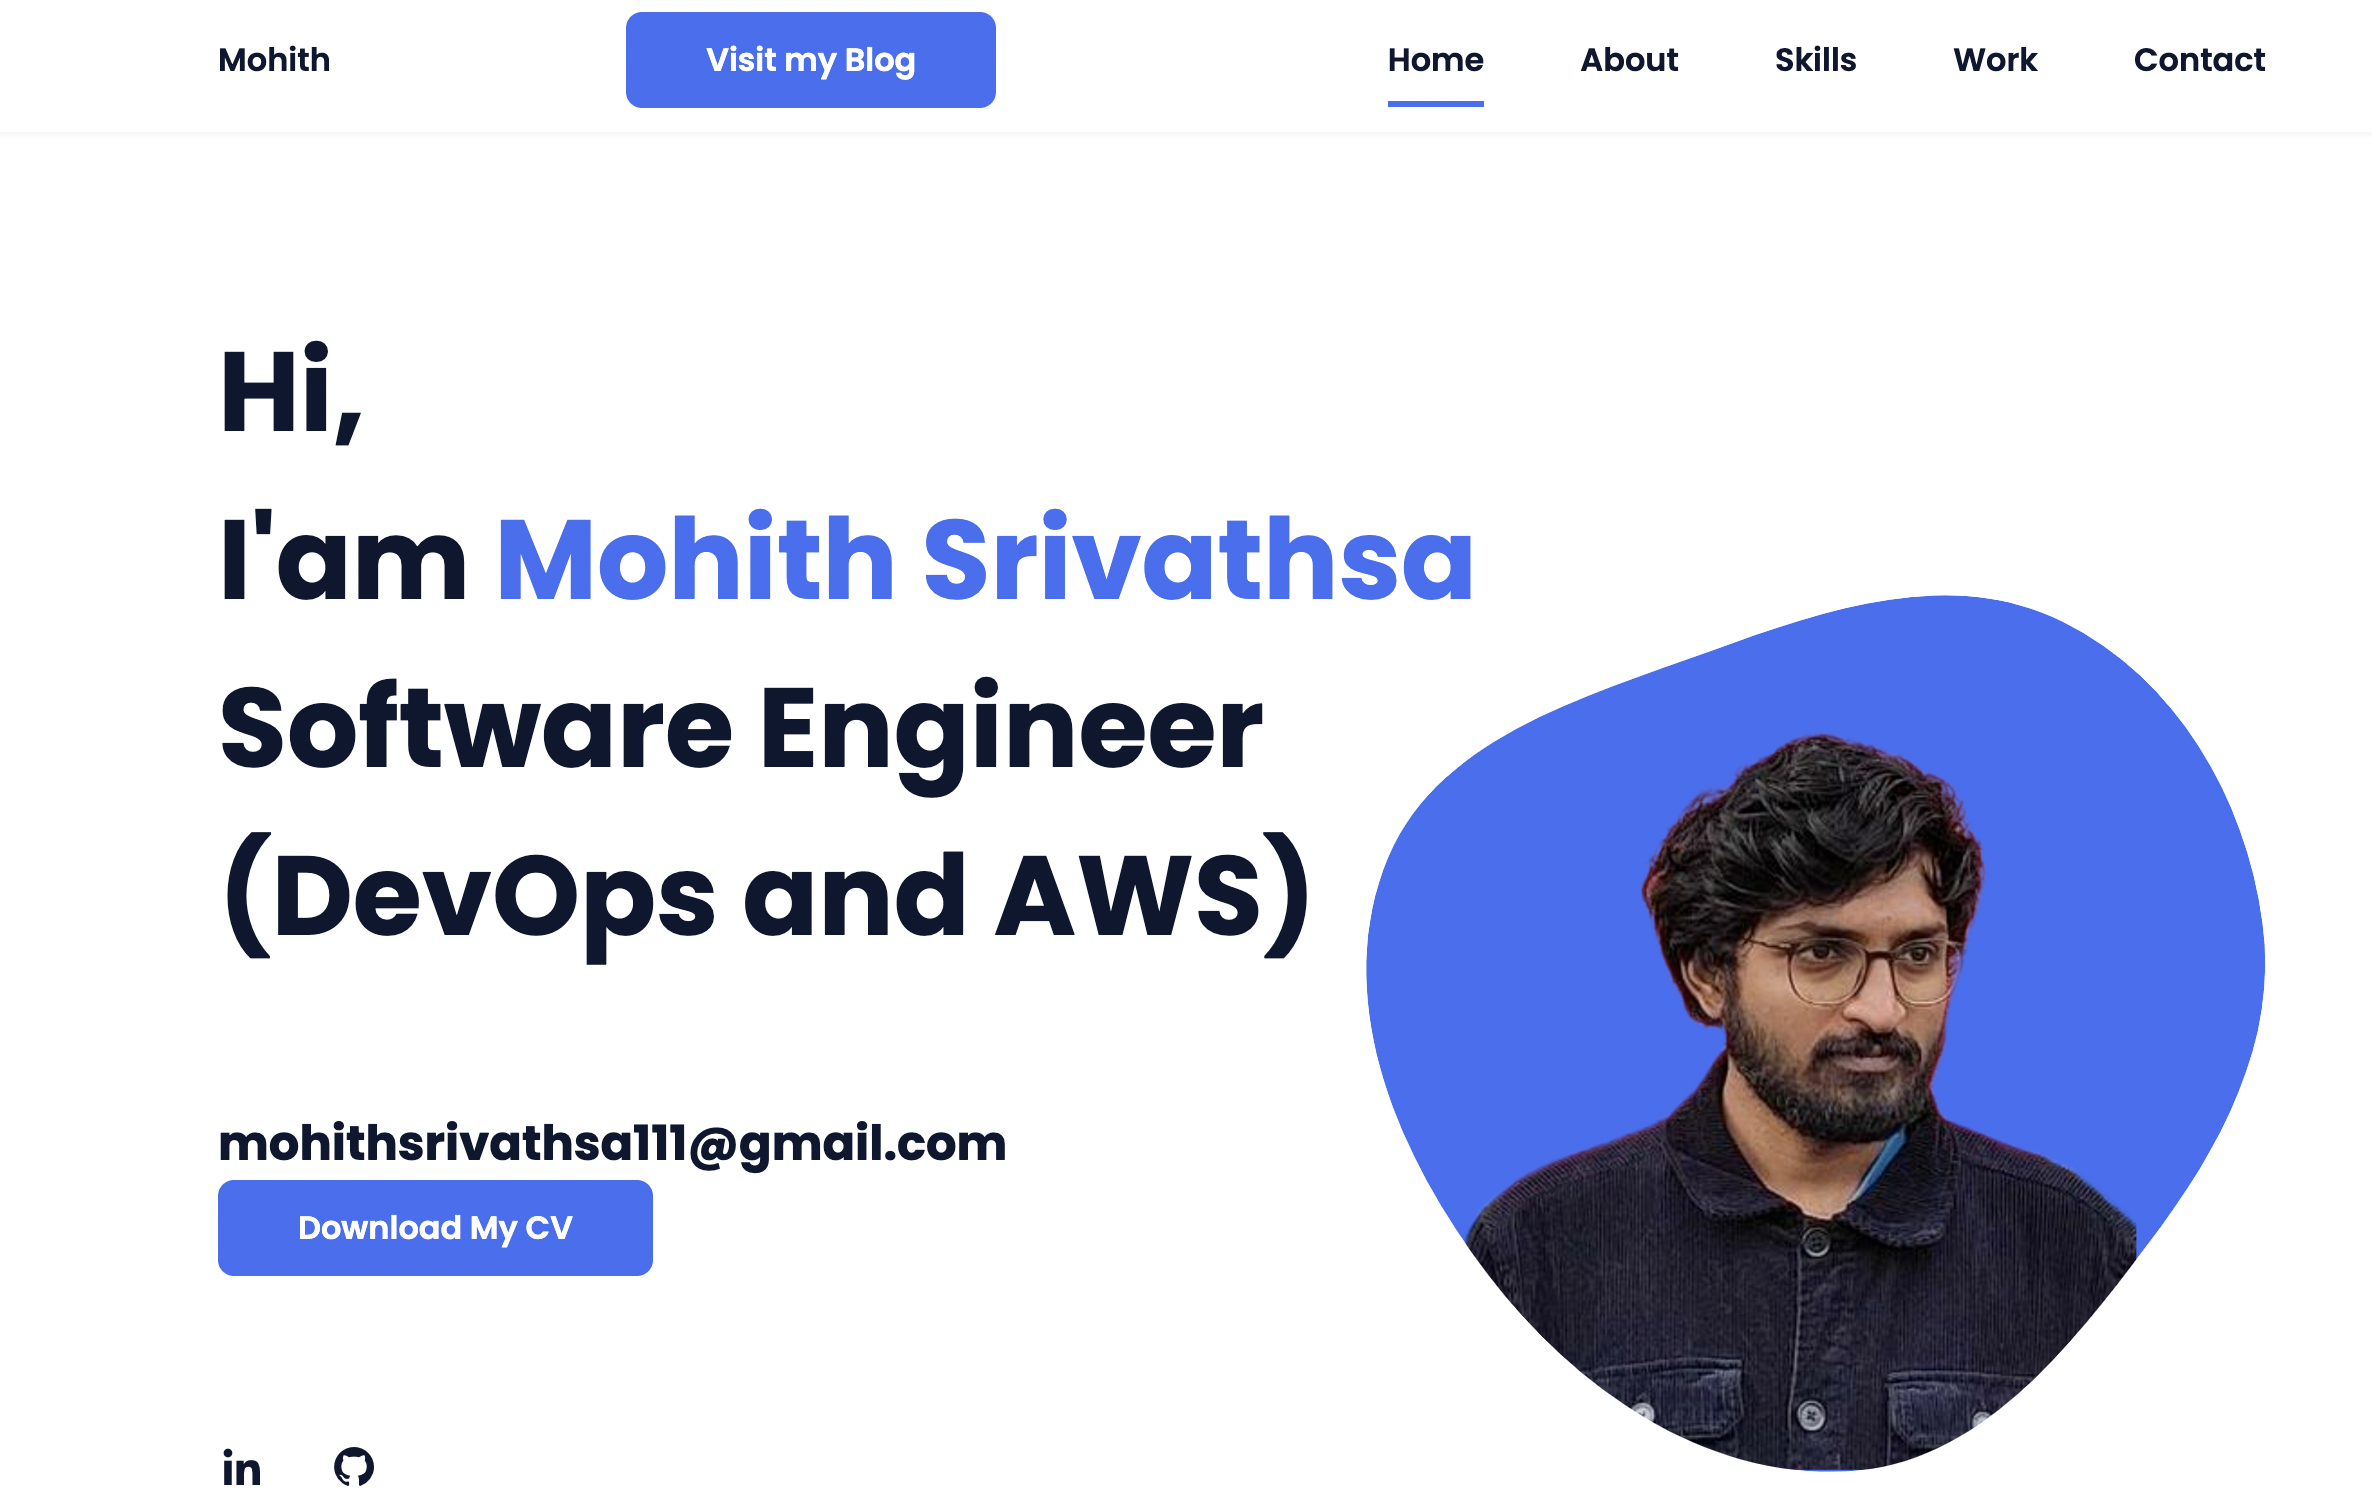 Mohith
Visit my Blog
Home
About
Skills
Work
Contact
Hi,
I'am Mohith Srivathsa
Software Engineer
(DevOps and AWS)
mohithsrivathsa111@gmail.com
Download My CV
in